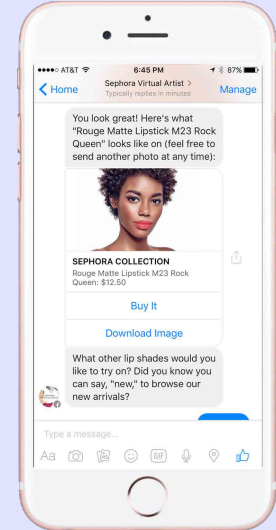 AT&T 6:45 PM 87%
Home Sephora Virtual Artist > Manage
Typically replies in minutes
You look great! Here's what
"Rouge Matte Lipstick M23 Rock
Queen" looks like on (feel free to
send another photo at any time):
SEPHORA COLLECTION
Rouge Matte Lipstick M23 Rock
Queen: $12.50
Buy It
Download Image
What other lip shades would you
like to try on? Did you know you
can say, "new," to browse our
new arrivals?
Type a message...
Aa GIF